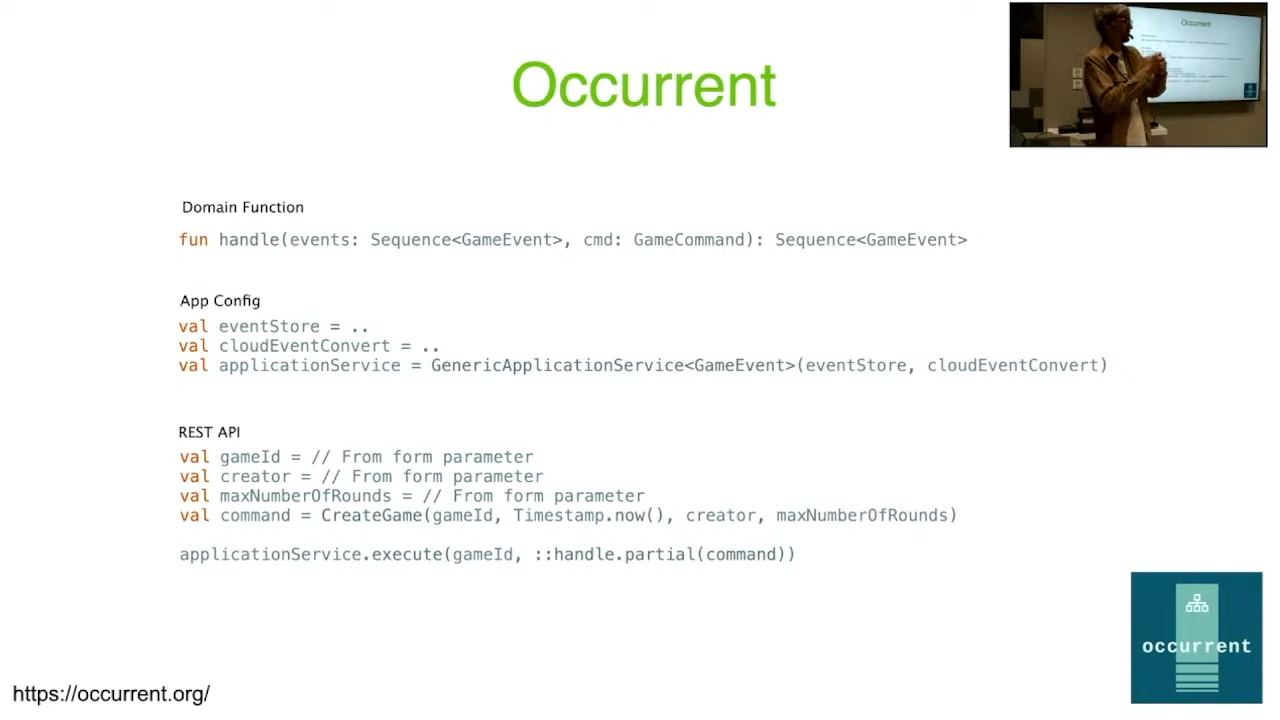 Occurrent
Occurrent
Domain Function
fun handle(events: Sequence<GameEvent>, cmd: GameCommand): Sequence<GameEvent>
App Config
val eventStore = ..
val cloudEventConvert = ..
val applicationService = GenericApplicationService<GameEvent>(eventStore, cloudEventConvert)
REST API
val gameId = // From form parameter
val creator = // From form parameter
val maxNumberOfRounds = // From form parameter
val command = CreateGame(gameId, Timestamp.now(), creator, maxNumberOfRounds)
applicationService.execute(gameId, ::handle.partial(command))
occurrent
https://occurrent.org/